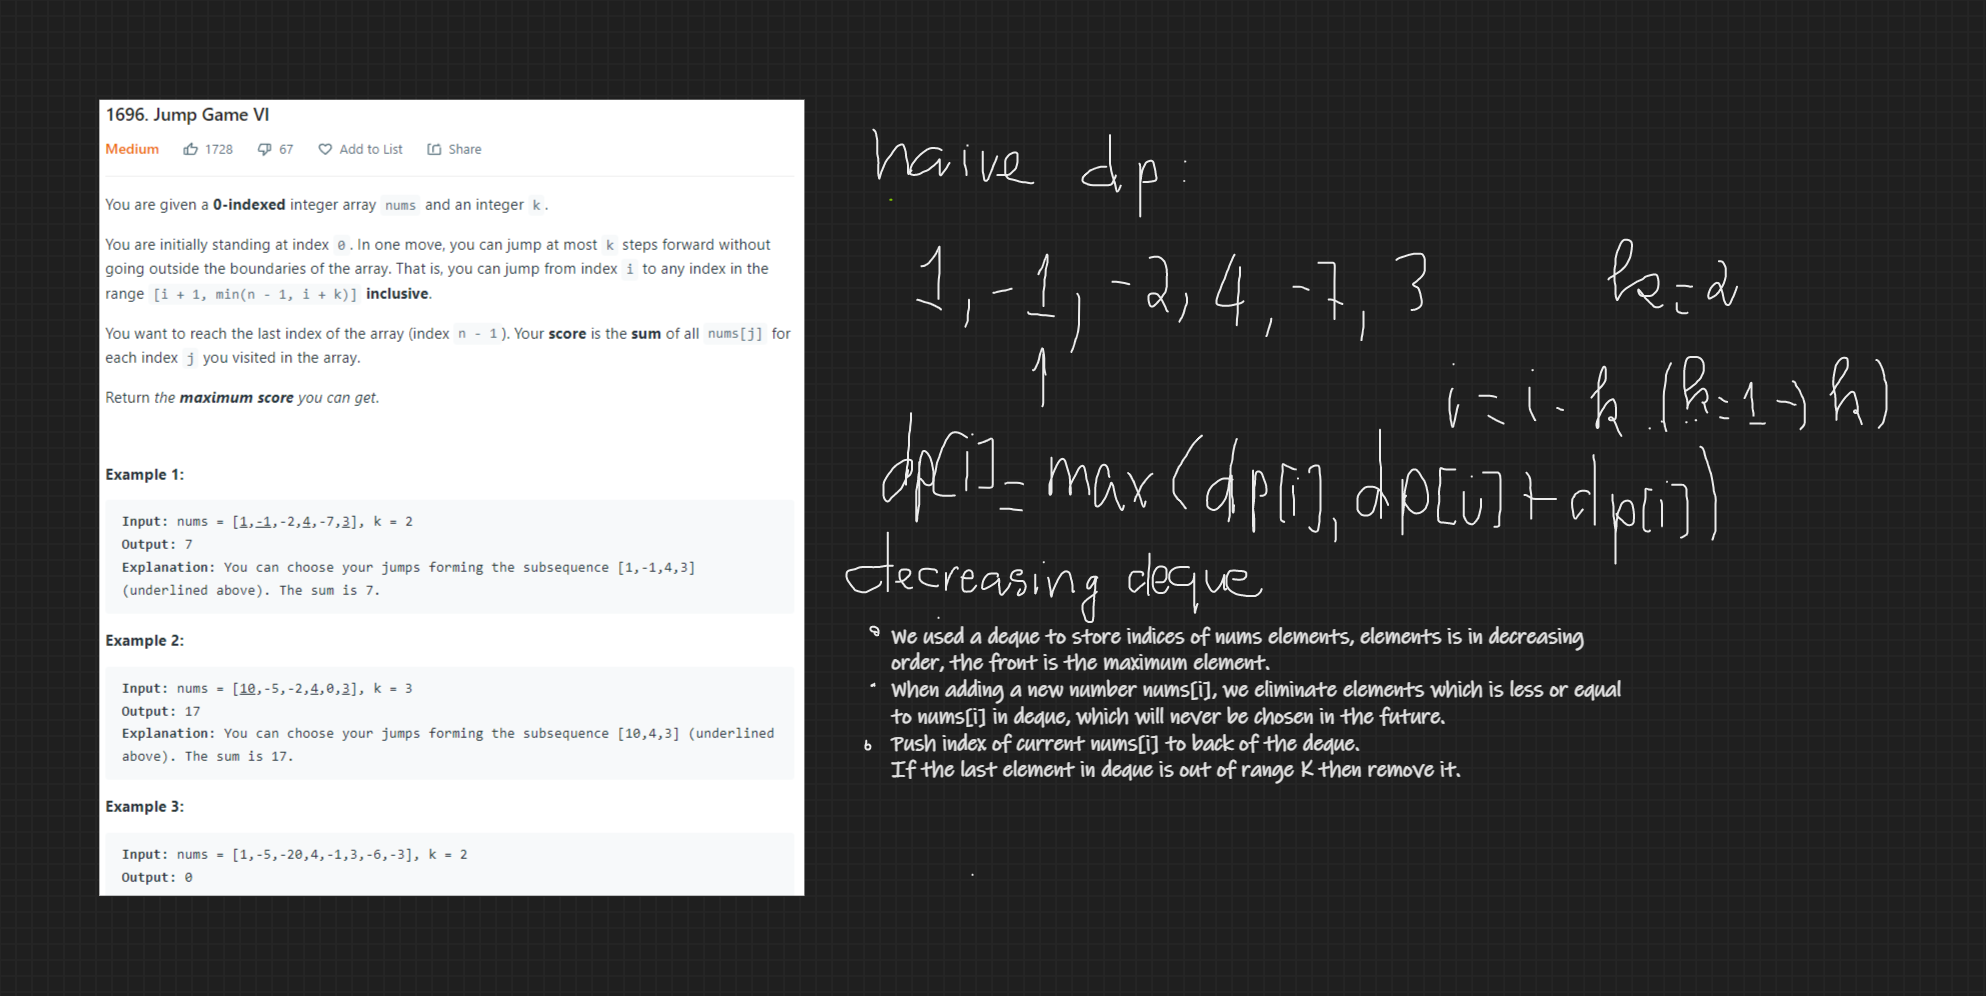 1696. Jump Game VI
Medium 1728 67 Add to List Share
You are given a 0-indexed integer array nums and an integer k.
You are initially standing at index 0. In one move, you can jump at most k steps forward without
going outside the boundaries of the array. That is, you can jump from index i to any index in the
range [i + 1, min(n - 1, i + k)] inclusive.
You want to reach the last index of the array (index n - 1). Your score is the sum of all nums[j] for
each index j you visited in the array.
Return the maximum score you can get.
Example 1:
Input: nums = [1,-1,-2,4,-7,3], k = 2
Output: 7
Explanation: You can choose your jumps forming the subsequence [1,-1,4,3]
(underlined above). The sum is 7.
Example 2:
Input: nums = [10,-5,-2,4,0,3], k = 3
Output: 17
Explanation: You can choose your jumps forming the subsequence [10,4,3] (underlined
above). The sum is 17.
Example 3:
Input: nums = [1,-5,-20,4,-1,3,-6,-3], k = 2
Output: 0
naive dp:
1, -1, -2, 4, -7, 3 k=2
i = i - k (k=1→k)
dp[i] = max(dp[i], dp[j] + dp[i])
decreasing deque
We used a deque to store indices of nums elements, elements is in decreasing
order, the front is the maximum element.
When adding a new number nums[i], we eliminate elements which is less or equal
to nums[i] in deque, which will never be chosen in the future.
Push index of current nums[i] to back of the deque.
If the last element in deque is out of range K then remove it.